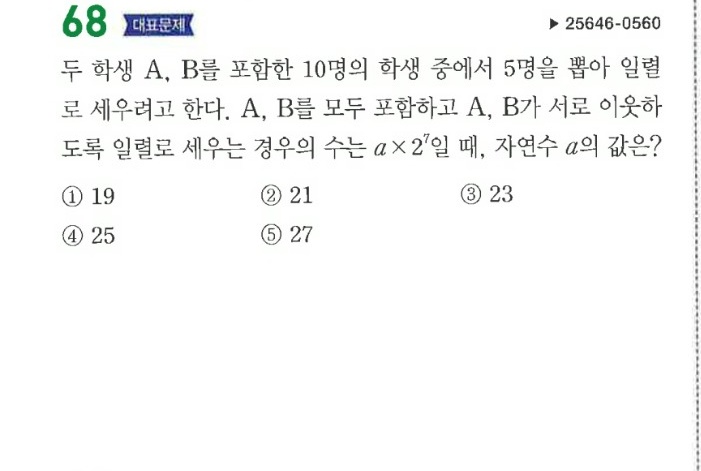 68 대표문제 ▶ 25646-0560
두 학생 A, B를 포함한 10명의 학생 중에서 5명을 뽑아 일렬
로 세우려고 한다. A, B를 모두 포함하고 A, B가 서로 이웃하
도록 일렬로 세우는 경우의 수는 a×2⁷일 때, 자연수 a의 값은?
① 19 ② 21 ③ 23
④ 25 ⑤ 27